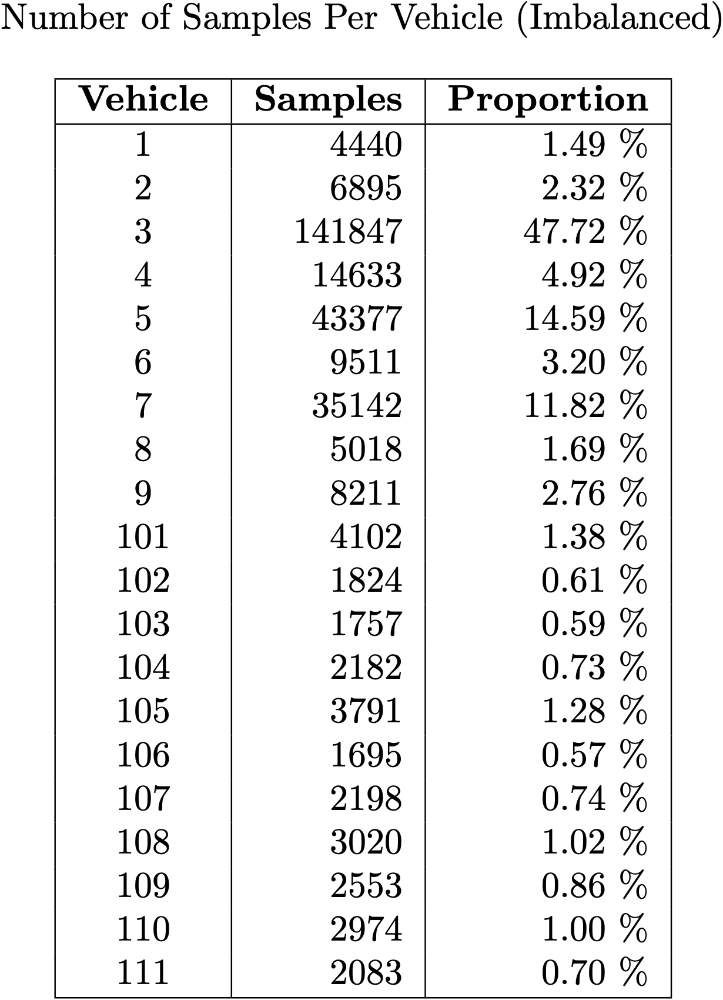 Number of Samples Per Vehicle (Imbalanced)
Vehicle Samples Proportion
1 4440 1.49 %
2 6895 2.32 %
3 141847 47.72 %
4 14633 4.92 %
5 43377 14.59 %
6 9511 3.20 %
7 35142 11.82 %
8 5018 1.69 %
9 8211 2.76 %
101 4102 1.38 %
102 1824 0.61 %
103 1757 0.59 %
104 2182 0.73 %
105 3791 1.28 %
106 1695 0.57 %
107 2198 0.74 %
108 3020 1.02 %
109 2553 0.86 %
110 2974 1.00 %
111 2083 0.70 %